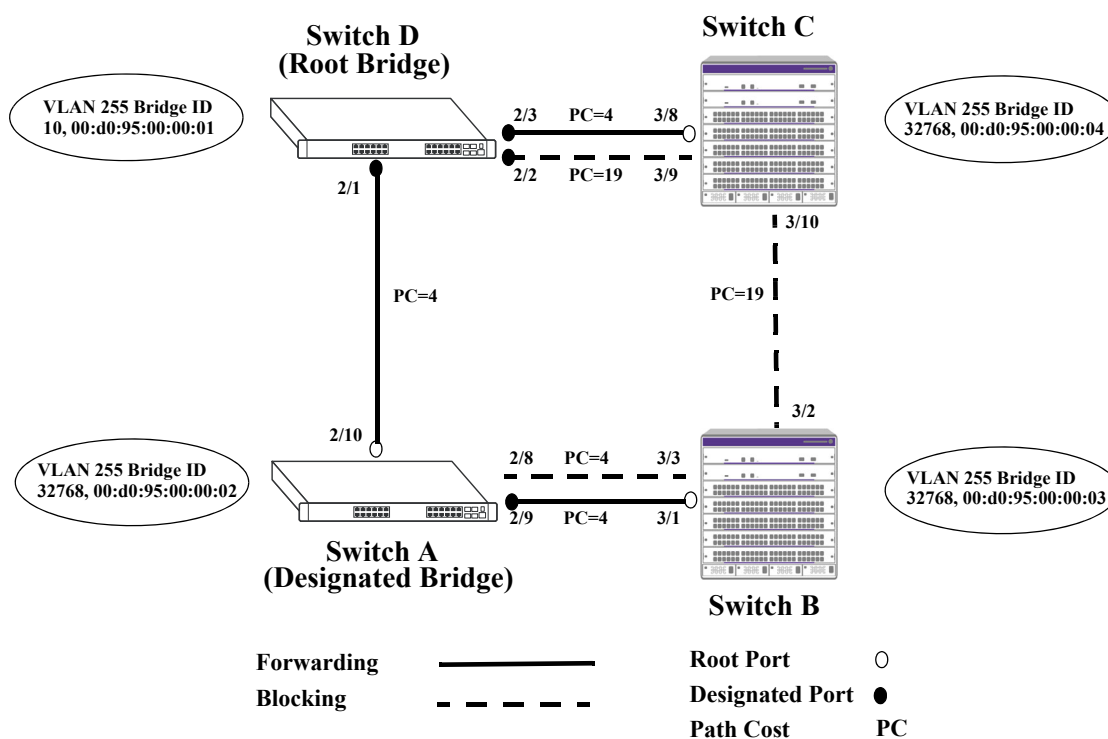 Switch D
(Root Bridge)
Switch C
VLAN 255 Bridge ID
10, 00:d0:95:00:00:01
2/3 PC=4 3/8
2/2 PC=19 3/9
VLAN 255 Bridge ID
32768, 00:d0:95:00:00:04
2/1
3/10
PC=4
PC=19
2/10
3/2
VLAN 255 Bridge ID
32768, 00:d0:95:00:00:02
2/8 PC=4 3/3
2/9 PC=4 3/1
VLAN 255 Bridge ID
32768, 00:d0:95:00:00:03
Switch A
(Designated Bridge)
Switch B
Forwarding
Blocking
Root Port
Designated Port
Path Cost PC